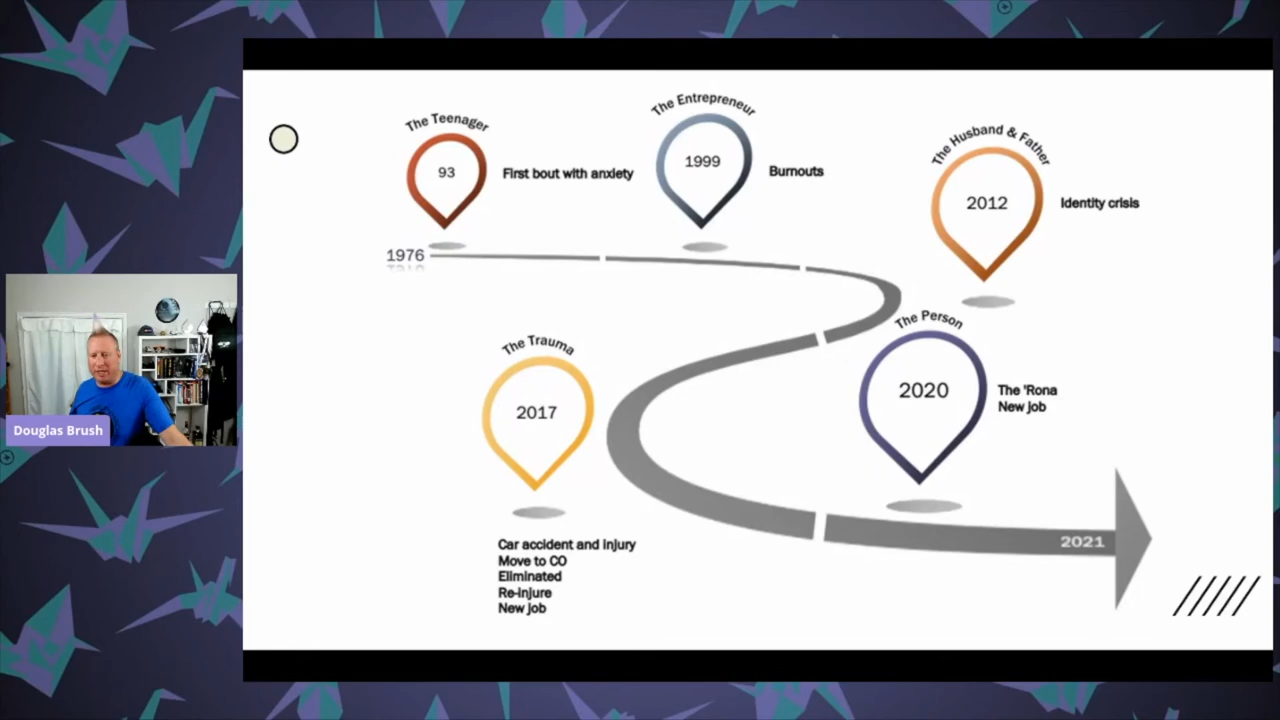 The Teenager
93
First bout with anxiety
The Entrepreneur
1999
Burnouts
The Husband & Father
2012
Identity crisis
1976
The Trauma
2017
Car accident and injury
Move to CO
Eliminated
Re-injure
New job
The Person
2020
The 'Rona
New job
2021
Douglas Brush